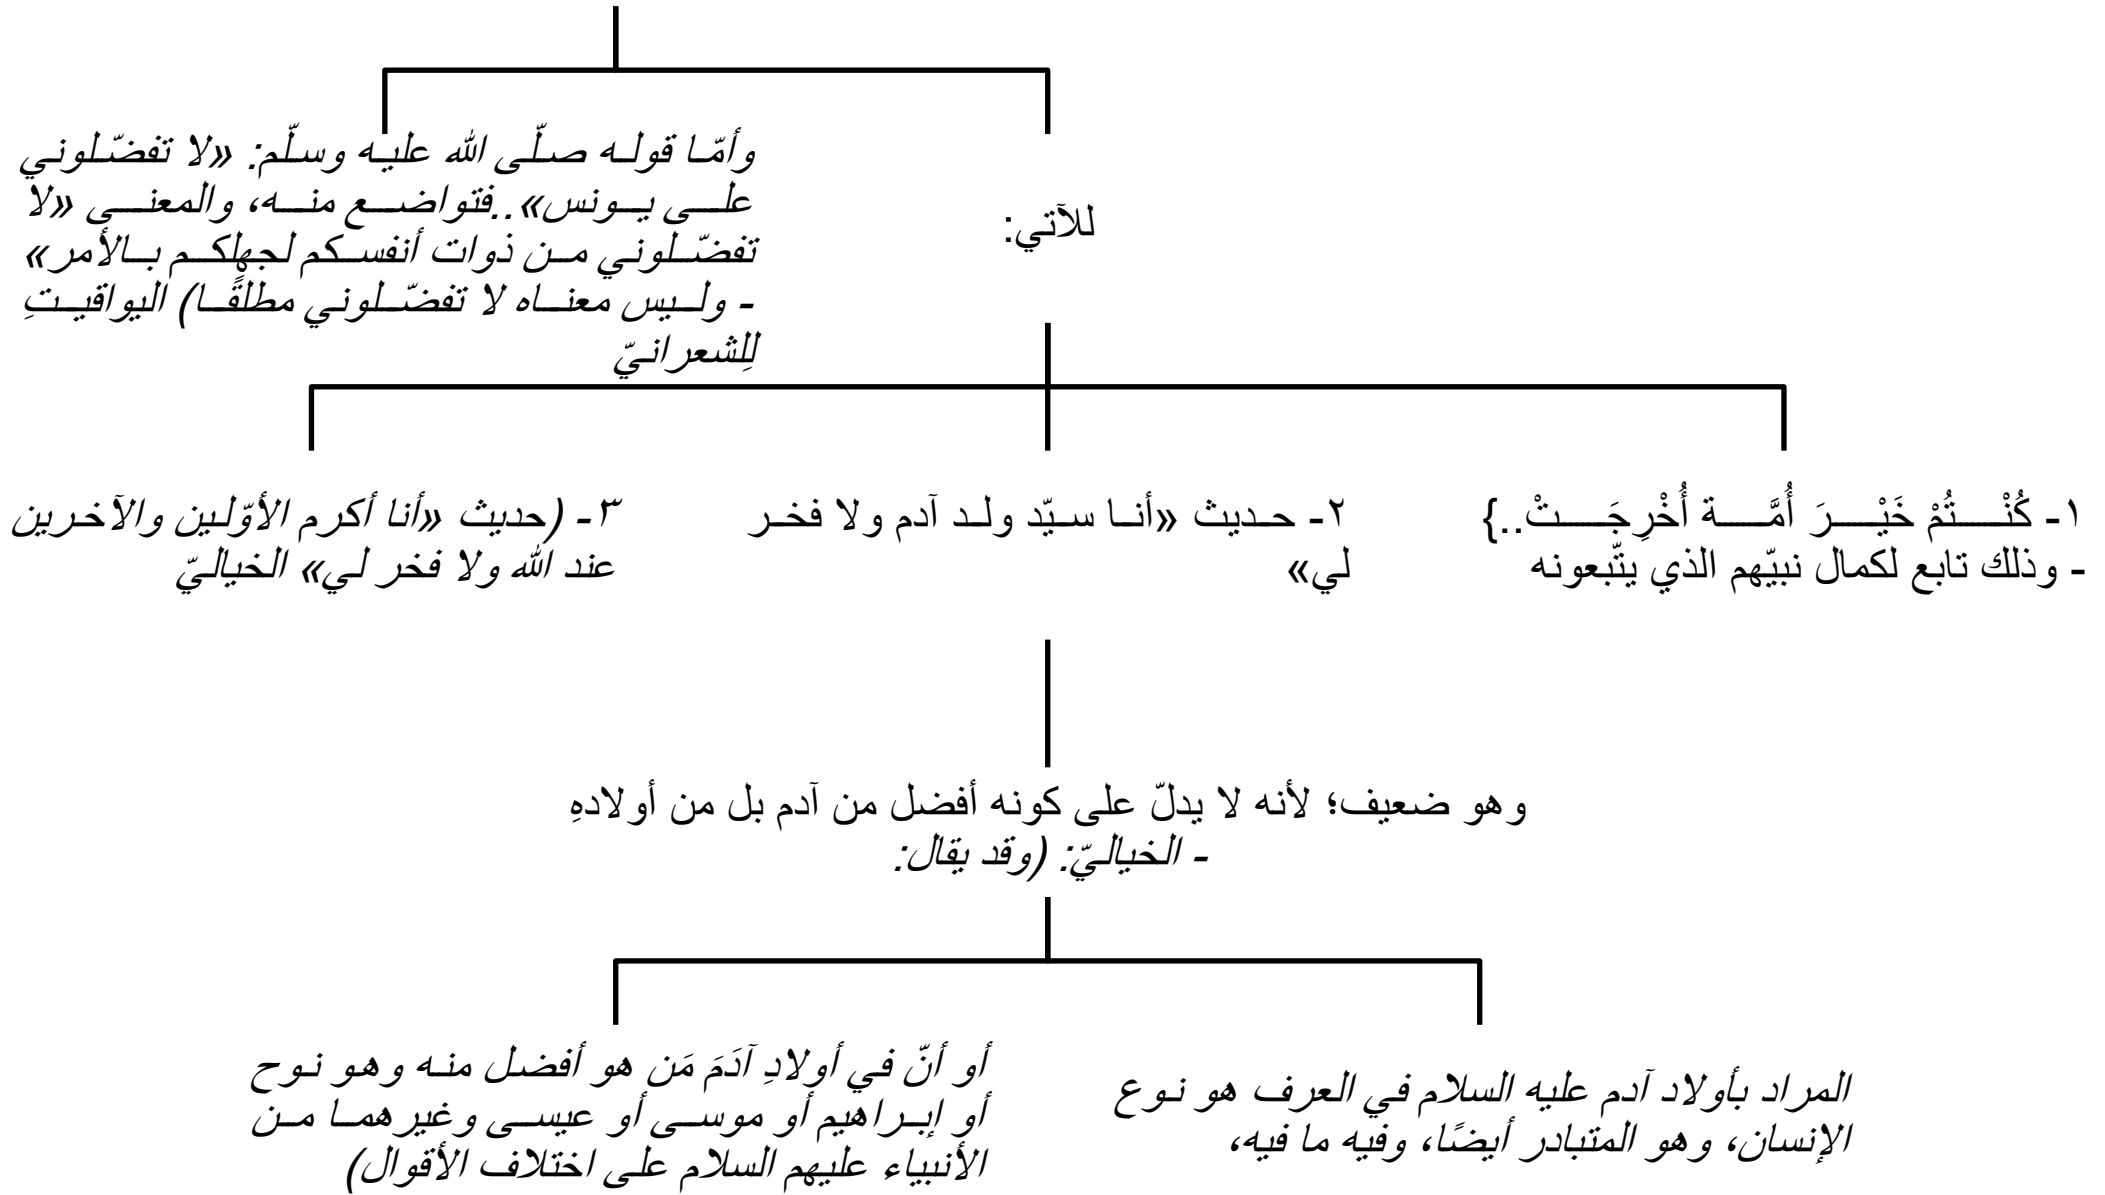 للآتي:
وأمّا قوله صلّى الله عليه وسلّم: «لا تفضّلوني
على يونس»..فتواضع منه، والمعنى «لا
تفضّلوني من ذوات أنفسكم لجهلكم بالأمر»
- وليس معناه لا تفضّلوني مطلقًا) اليواقيتِ
لِلشعرانيّ
١- كُنْتُمْ خَيْرَ أُمَّة أُخْرِجَتْ..}
- وذلك تابع لكمال نبيّهم الذي يتّبعونه
٢- حديث «أنا سيّد ولد آدم ولا فخر
لي»
٣- (حديث «أنا أكرم الأوّلين والآخرين
عند الله ولا فخر لي» الخياليّ
وهو ضعيف؛ لأنه لا يدلّ على كونه أفضل من آدم بل من أولادهِ
- الخياليّ: (وقد يقال:
المراد بأولاد آدم عليه السلام في العرف هو نوع
الإنسان، وهو المتبادر أيضًا، وفيه ما فيه،
أو أنّ في أولادِ آدَمَ مَن هو أفضل منه وهو نوح
أو إبراهيم أو موسى أو عيسى وغيرهما من
الأنبياء عليهم السلام على اختلاف الأقوال)